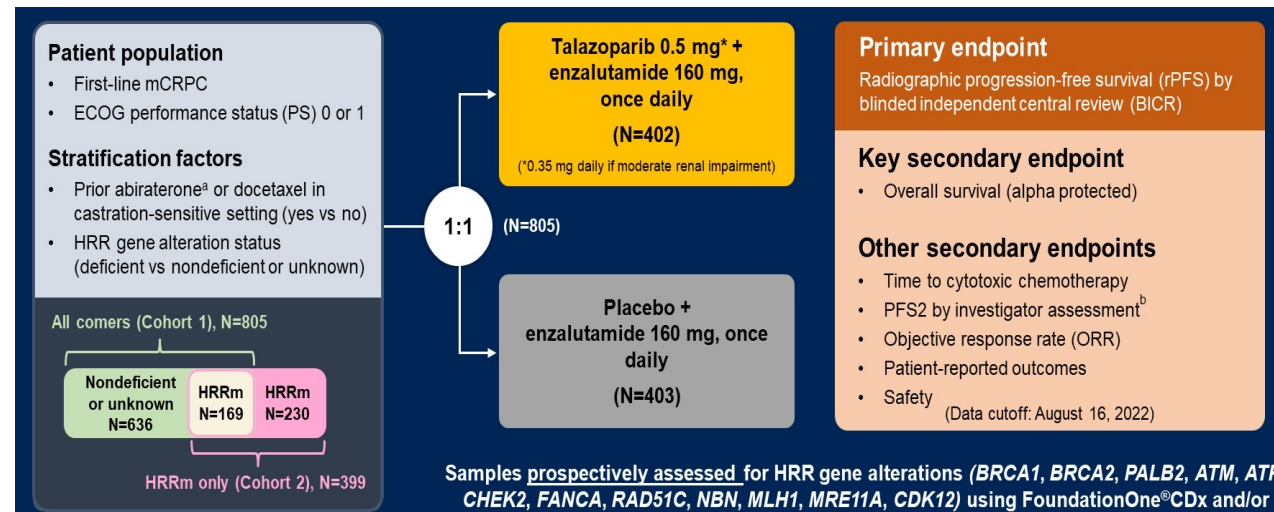 Patient population
• First-line mCRPC
• ECOG performance status (PS) 0 or 1
Stratification factors
• Prior abirateroneᵃ or docetaxel in
castration-sensitive setting (yes vs no)
• HRR gene alteration status
(deficient vs nondeficient or unknown)
All comers (Cohort 1), N=805
Nondeficient
or unknown
N=636
HRRm
N=169
HRRm
N=230
HRRm only (Cohort 2), N=399
1:1
(N=805)
Talazoparib 0.5 mg* +
enzalutamide 160 mg,
once daily
(N=402)
(*0.35 mg daily if moderate renal impairment)
Placebo +
enzalutamide 160 mg, once
daily
(N=403)
Primary endpoint
Radiographic progression-free survival (rPFS) by
blinded independent central review (BICR)
Key secondary endpoint
• Overall survival (alpha protected)
Other secondary endpoints
• Time to cytotoxic chemotherapy
• PFS2 by investigator assessmentᵇ
• Objective response rate (ORR)
• Patient-reported outcomes
• Safety
(Data cutoff: August 16, 2022)
Samples prospectively assessed for HRR gene alterations (BRCA1, BRCA2, PALB2, ATM,
CHEK2, FANCA, RAD51C, NBN, MLH1, MRE11A, CDK12) using FoundationOne®CDx and/or